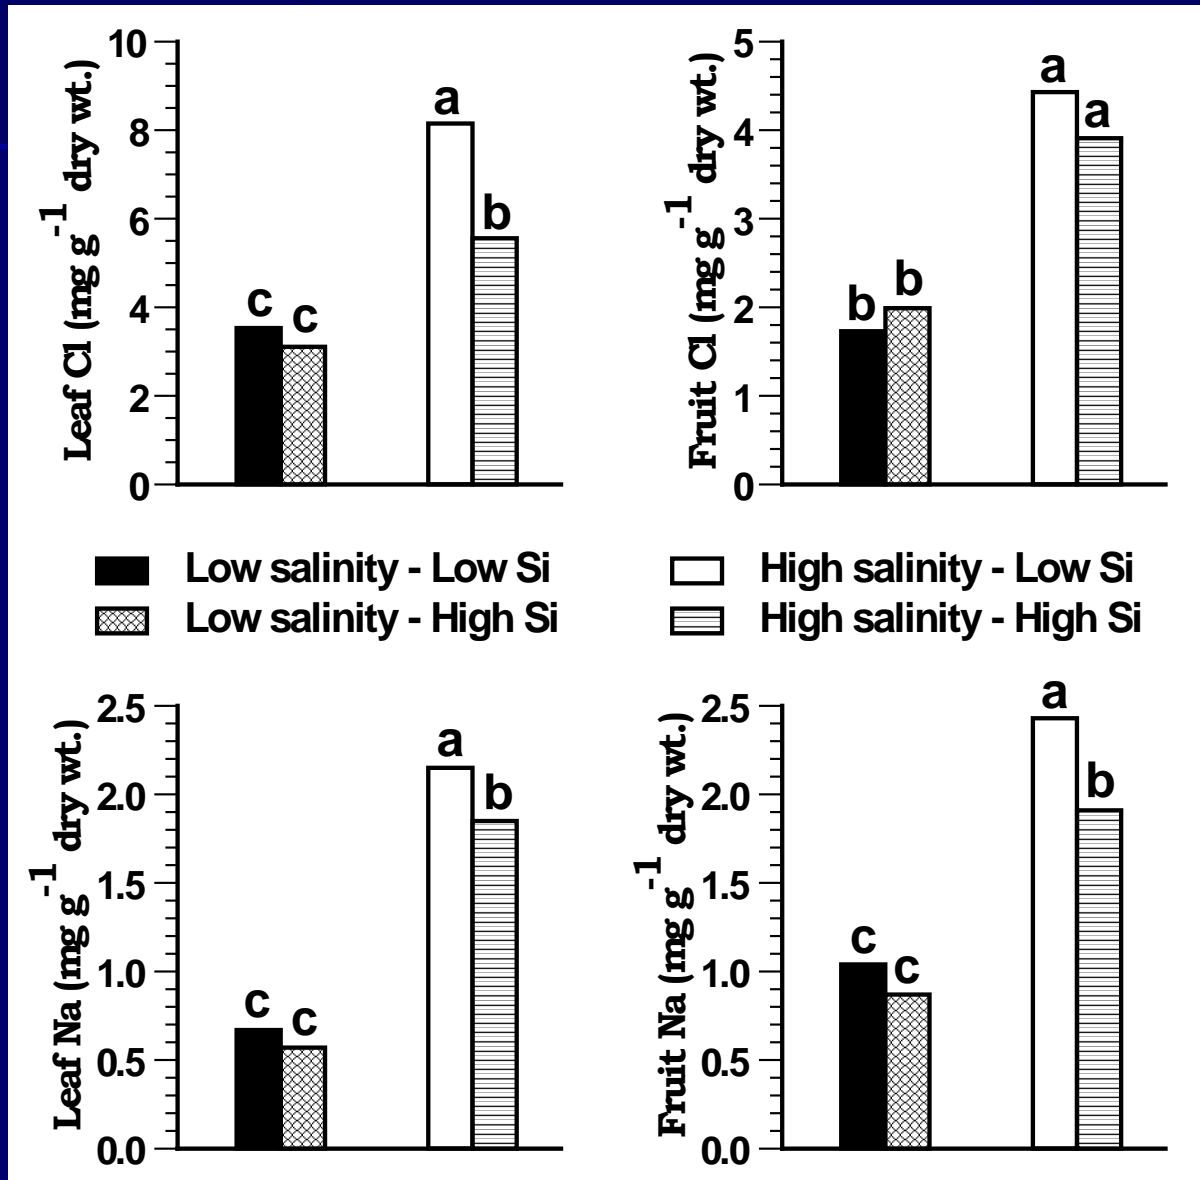 Leaf Cl (mg g-1 dry wt.)
10
8
6
4
2
0
c
c
a
b
Fruit Cl (mg g-1 dry wt.)
5
4
3
2
1
0
b
b
a
a
Low salinity - Low Si
Low salinity - High Si
High salinity - Low Si
High salinity - High Si
Leaf Na (mg g-1 dry wt.)
2.5
2.0
1.5
1.0
0.5
0.0
c
c
a
b
Fruit Na (mg g-1 dry wt.)
2.5
2.0
1.5
1.0
0.5
0.0
c
c
a
b